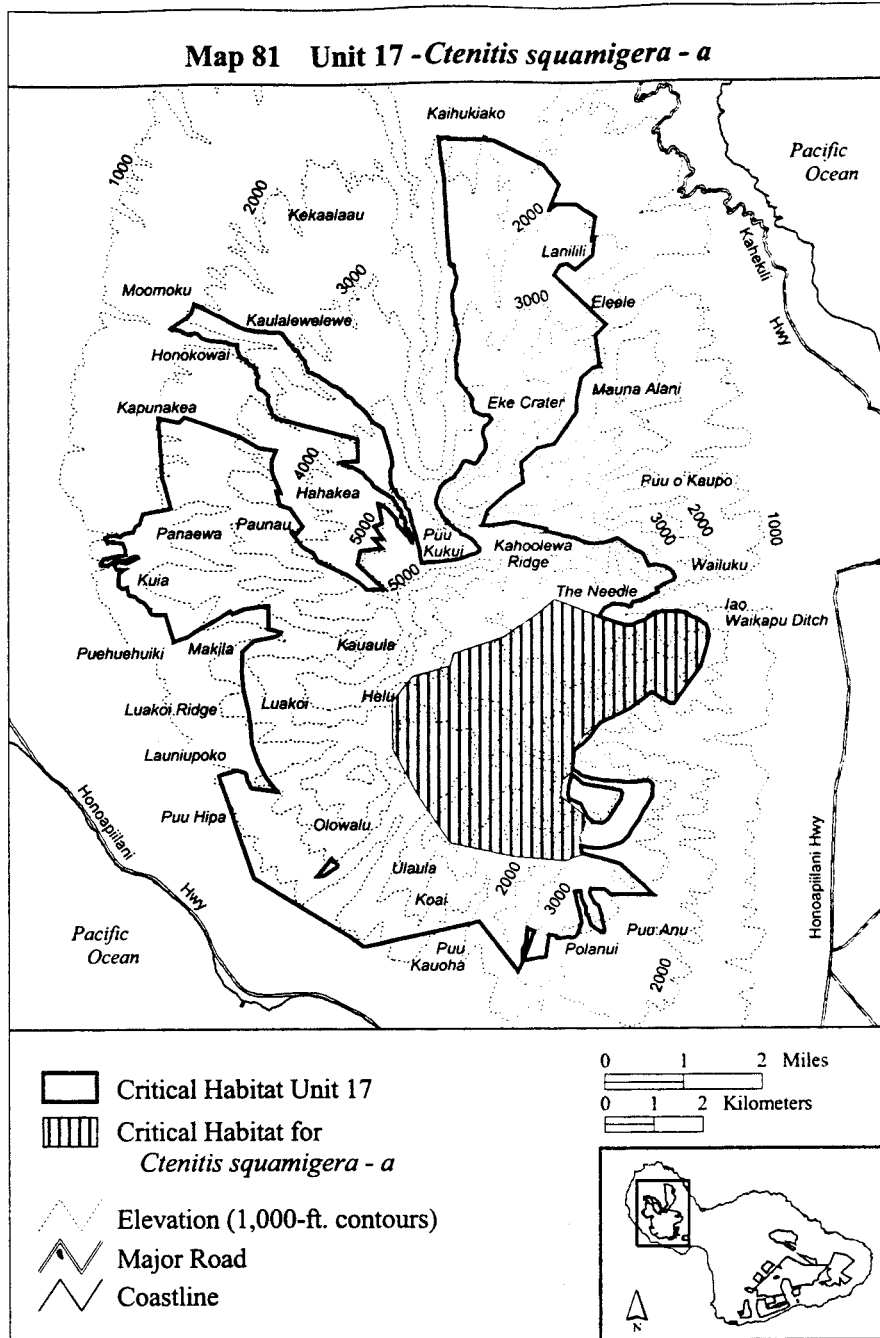 Map 81 Unit 17 - Ctenitis squamigera - a
Kaihukiako
Pacific
Ocean
1000
2000
Kekaalaau
2000
Lanilili
Kahekili
Hwy
3000
3000
Eleele
Moomoku
Kaulalewelewe
Honokowai
Kapunakea
Eke Crater
Mauna Alani
4000
Hahakea
Puu o Kaupo
3000
2000
1000
Panaewa
Paunau
5000
Puu
Kukui
Kahoolewa
Ridge
Wailuku
Kuia
5000
The Needle
Iao
Waikapu Ditch
Puehuehuiki
Makila
Kauaula
Luakoi Ridge
Luakoi
Helu
Launiupoko
Honoapiilani
Hwy
Puu Hipa
Olowalu
Ulaula
Koai
2000
3000
Honoapiilani Hwy
Pacific
Ocean
Puu
Kauoha
Polanui
Puu Anu
2000
Critical Habitat Unit 17
Critical Habitat for
Ctenitis squamigera - a
Elevation (1,000-ft. contours)
Major Road
Coastline
0 1 2 Miles
0 1 2 Kilometers
N